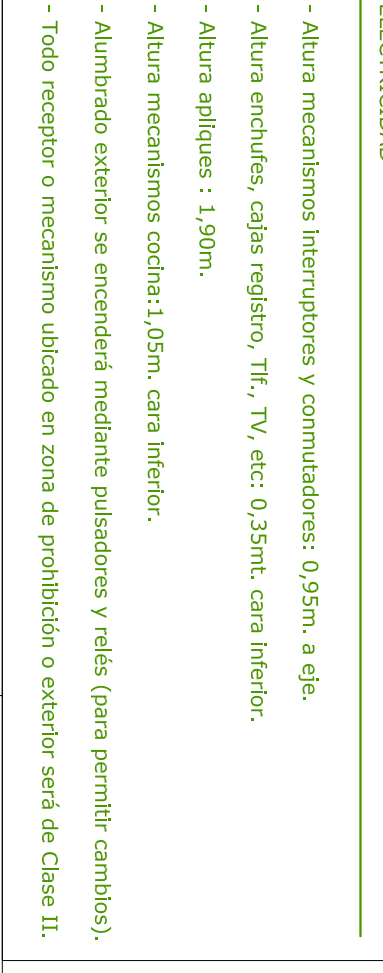 ELECTRICIDAD
- Altura mecanismos interruptores y conmutadores: 0,95m. a eje.
- Altura enchufes, cajas registro, Tlf., TV, etc: 0,35mt. cara inferior.
- Altura apliques : 1,90m.
- Altura mecanismos cocina:1,05m. cara inferior.
- Alumbrado exterior se encenderá mediante pulsadores y relés (para permitir cambios).
- Todo receptor o mecanismo ubicado en zona de prohibición o exterior será de Clase II.